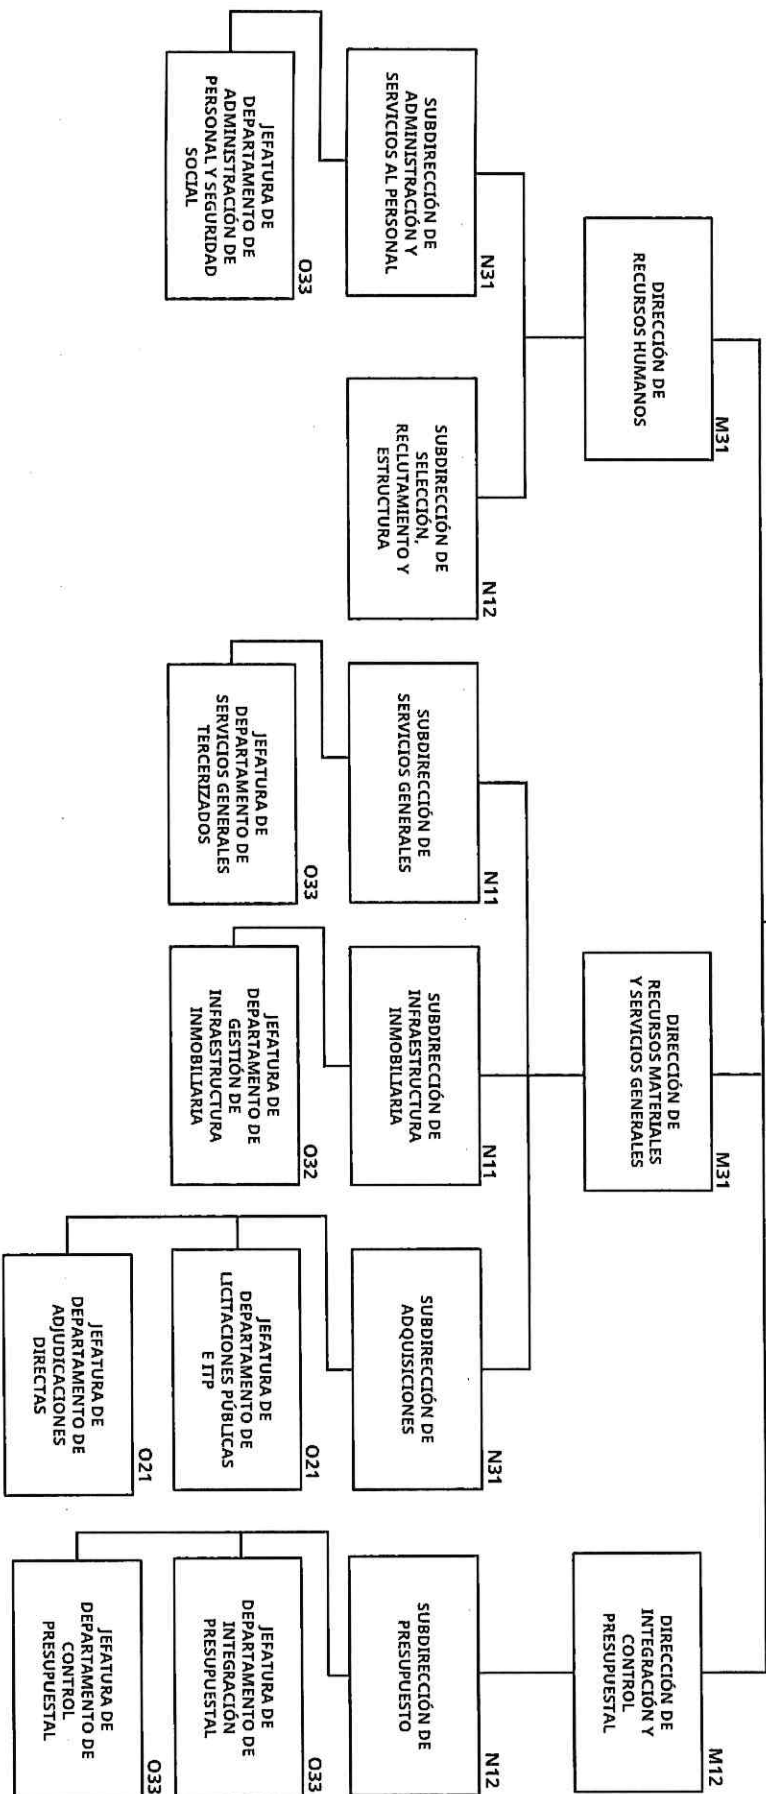 DIRECCIÓN DE
RECURSOS HUMANOS
M31
DIRECCIÓN DE
RECURSOS MATERIALES
Y SERVICIOS GENERALES
M31
DIRECCIÓN DE
INTEGRACIÓN Y
CONTROL
PRESUPUESTAL
M12
SUBDIRECCIÓN DE
ADMINISTRACIÓN Y
SERVICIOS AL PERSONAL
N31
SUBDIRECCIÓN DE
SELECCIÓN,
RECLUTAMIENTO Y
ESTRUCTURA
N12
SUBDIRECCIÓN DE
SERVICIOS GENERALES
N11
SUBDIRECCIÓN DE
INFRAESTRUCTURA
INMOBILIARIA
N11
SUBDIRECCIÓN DE
ADQUISICIONES
N31
SUBDIRECCIÓN DE
PRESUPUESTO
N12
JEFATURA DE
DEPARTAMENTO DE
ADMINISTRACIÓN DE
PERSONAL Y SEGURIDAD
SOCIAL
O33
JEFATURA DE
DEPARTAMENTO DE
SERVICIOS GENERALES
TERCERIZADOS
O33
JEFATURA DE
DEPARTAMENTO DE
GESTIÓN DE
INFRAESTRUCTURA
INMOBILIARIA
O32
JEFATURA DE
DEPARTAMENTO DE
LICITACIONES PÚBLICAS
E ITP
O21
JEFATURA DE
DEPARTAMENTO DE
INTEGRACIÓN
PRESUPUESTAL
O33
JEFATURA DE
DEPARTAMENTO DE
ADJUDICACIONES
DIRECTAS
O21
JEFATURA DE
DEPARTAMENTO DE
CONTROL
PRESUPUESTAL
O33